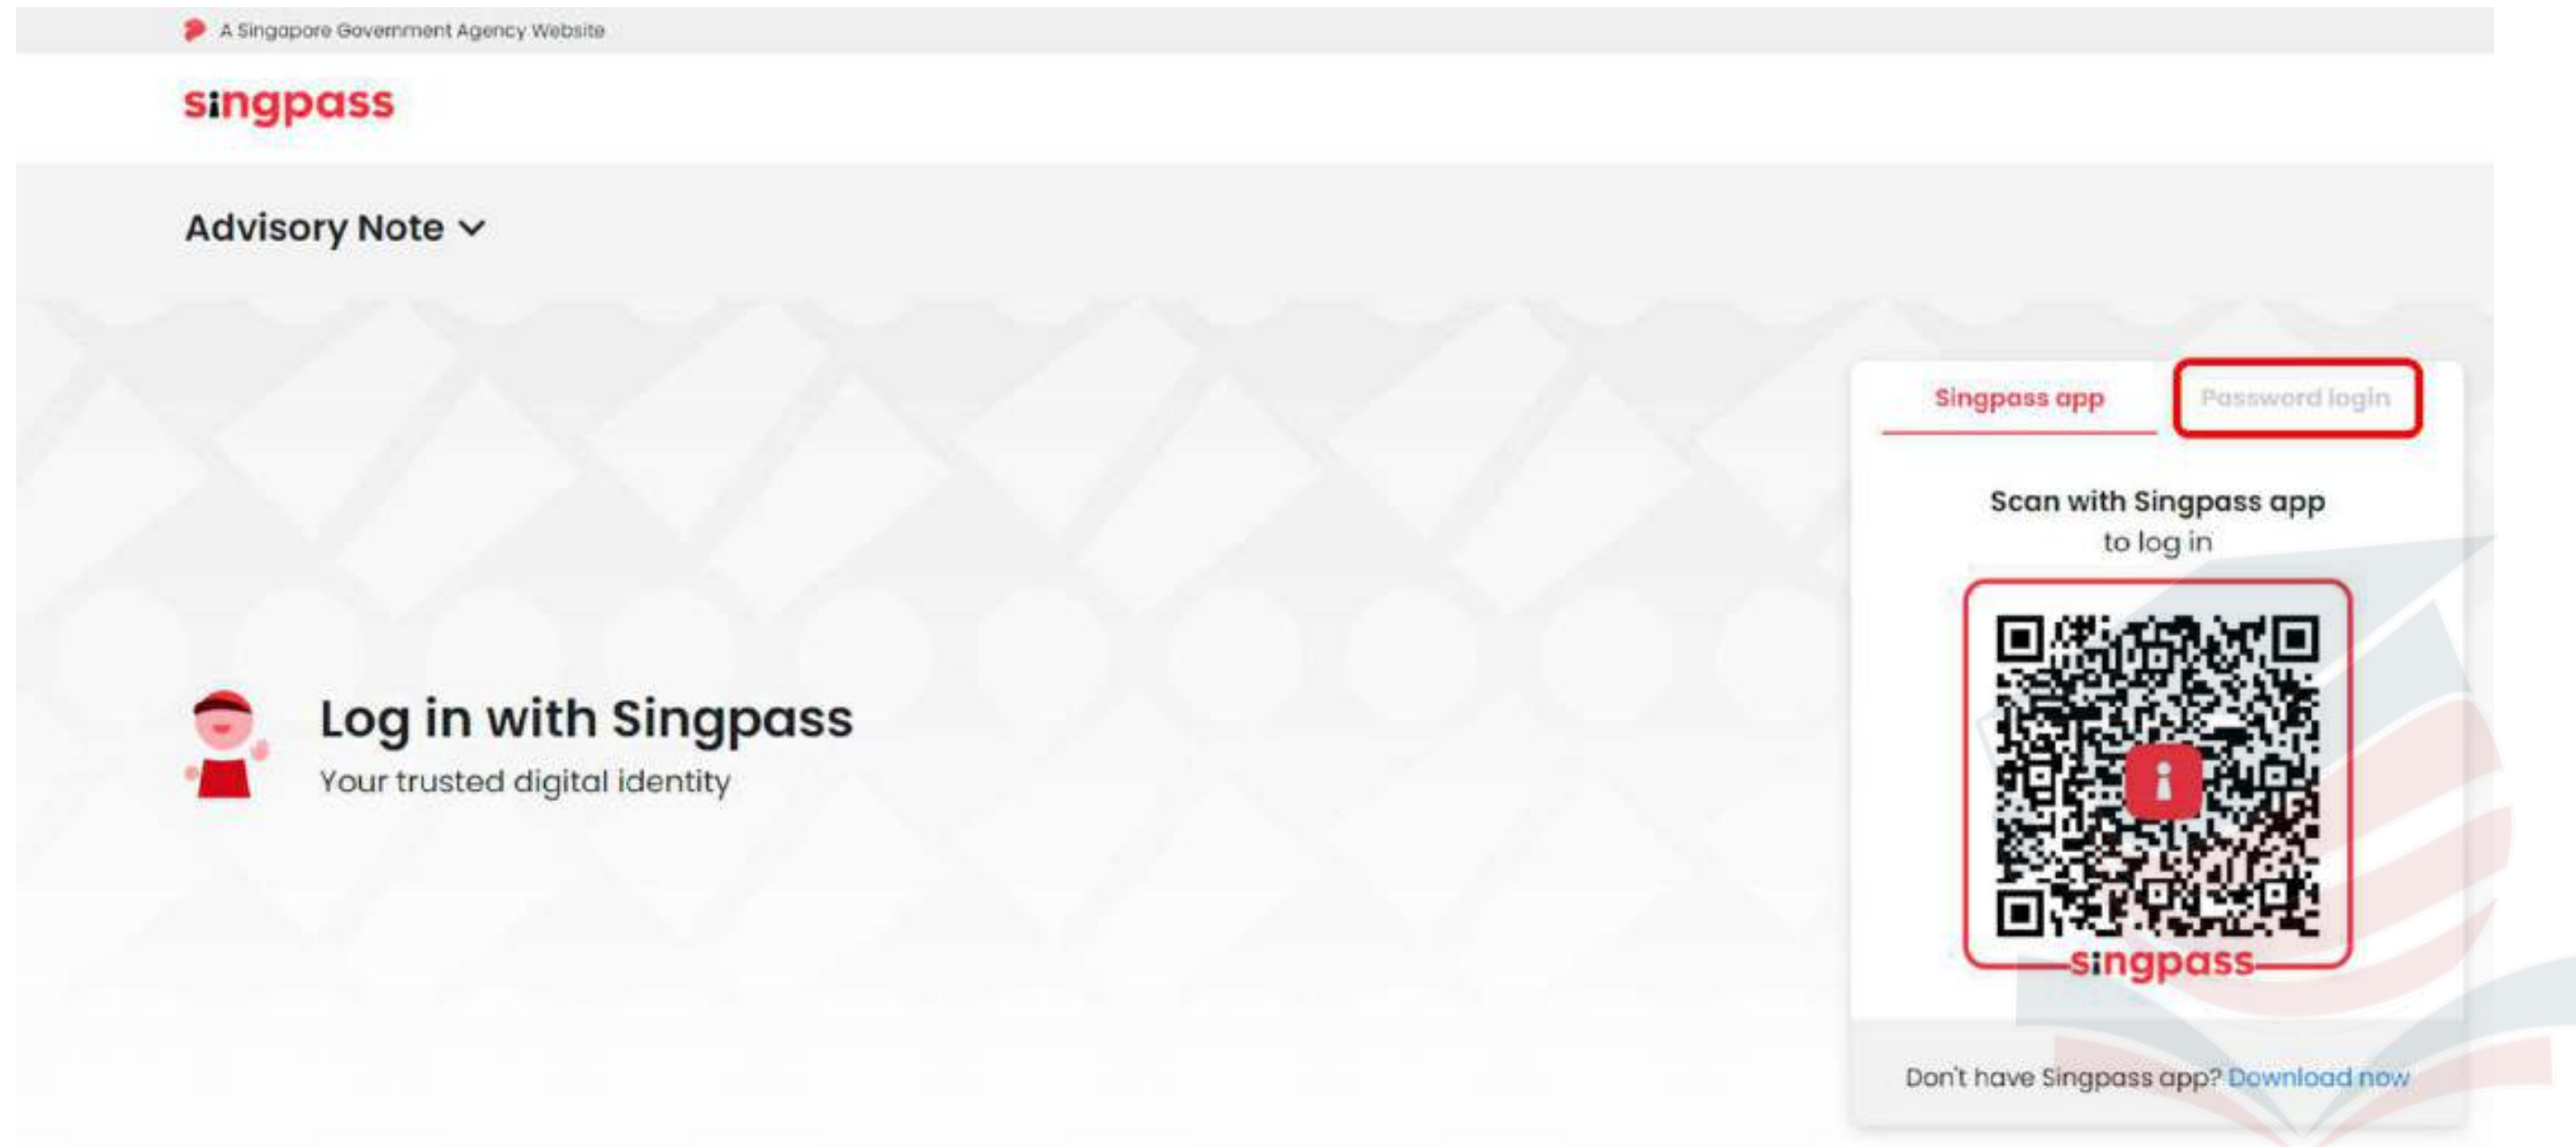 A Singapore Government Agency Website
singpass
Advisory Note
Singpass app
Password login
Scan with Singpass app
to log in
singpass
Log in with Singpass
Your trusted digital identity
Don't have Singpass app? Download now